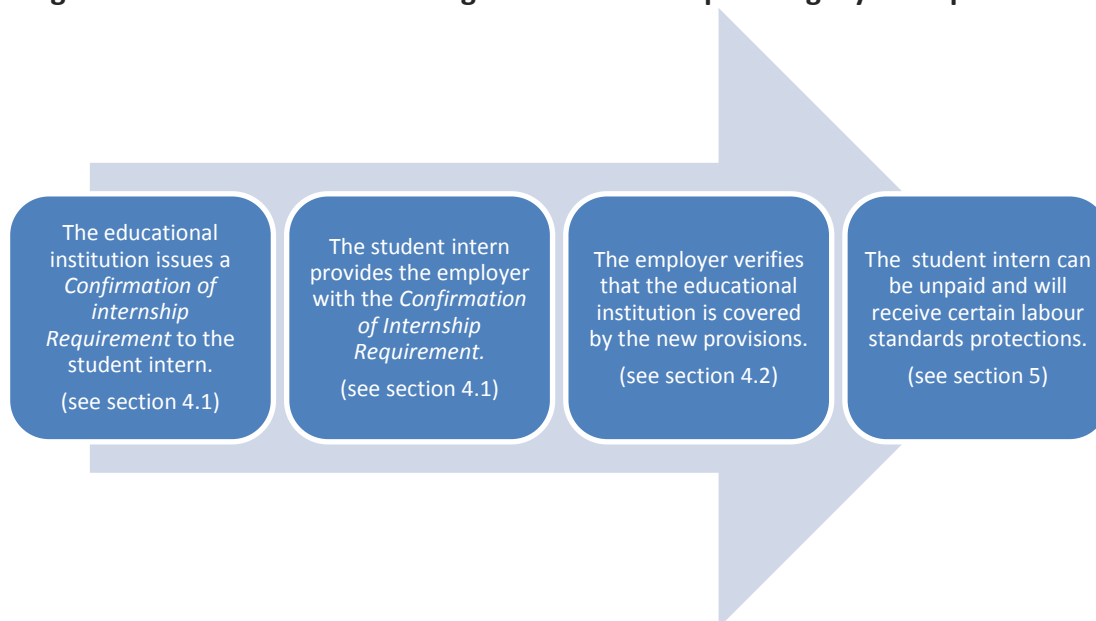 The educational
institution issues a
Confirmation of
internship
Requirement to the
student intern.
(see section 4.1)
The student intern
provides the employer
with the Confirmation
of Internship
Requirement.
(see section 4.1)
The employer verifies
that the educational
institution is covered
by the new provisions.
(see section 4.2)
The student intern can
be unpaid and will
receive certain labour
standards protections.
(see section 5)